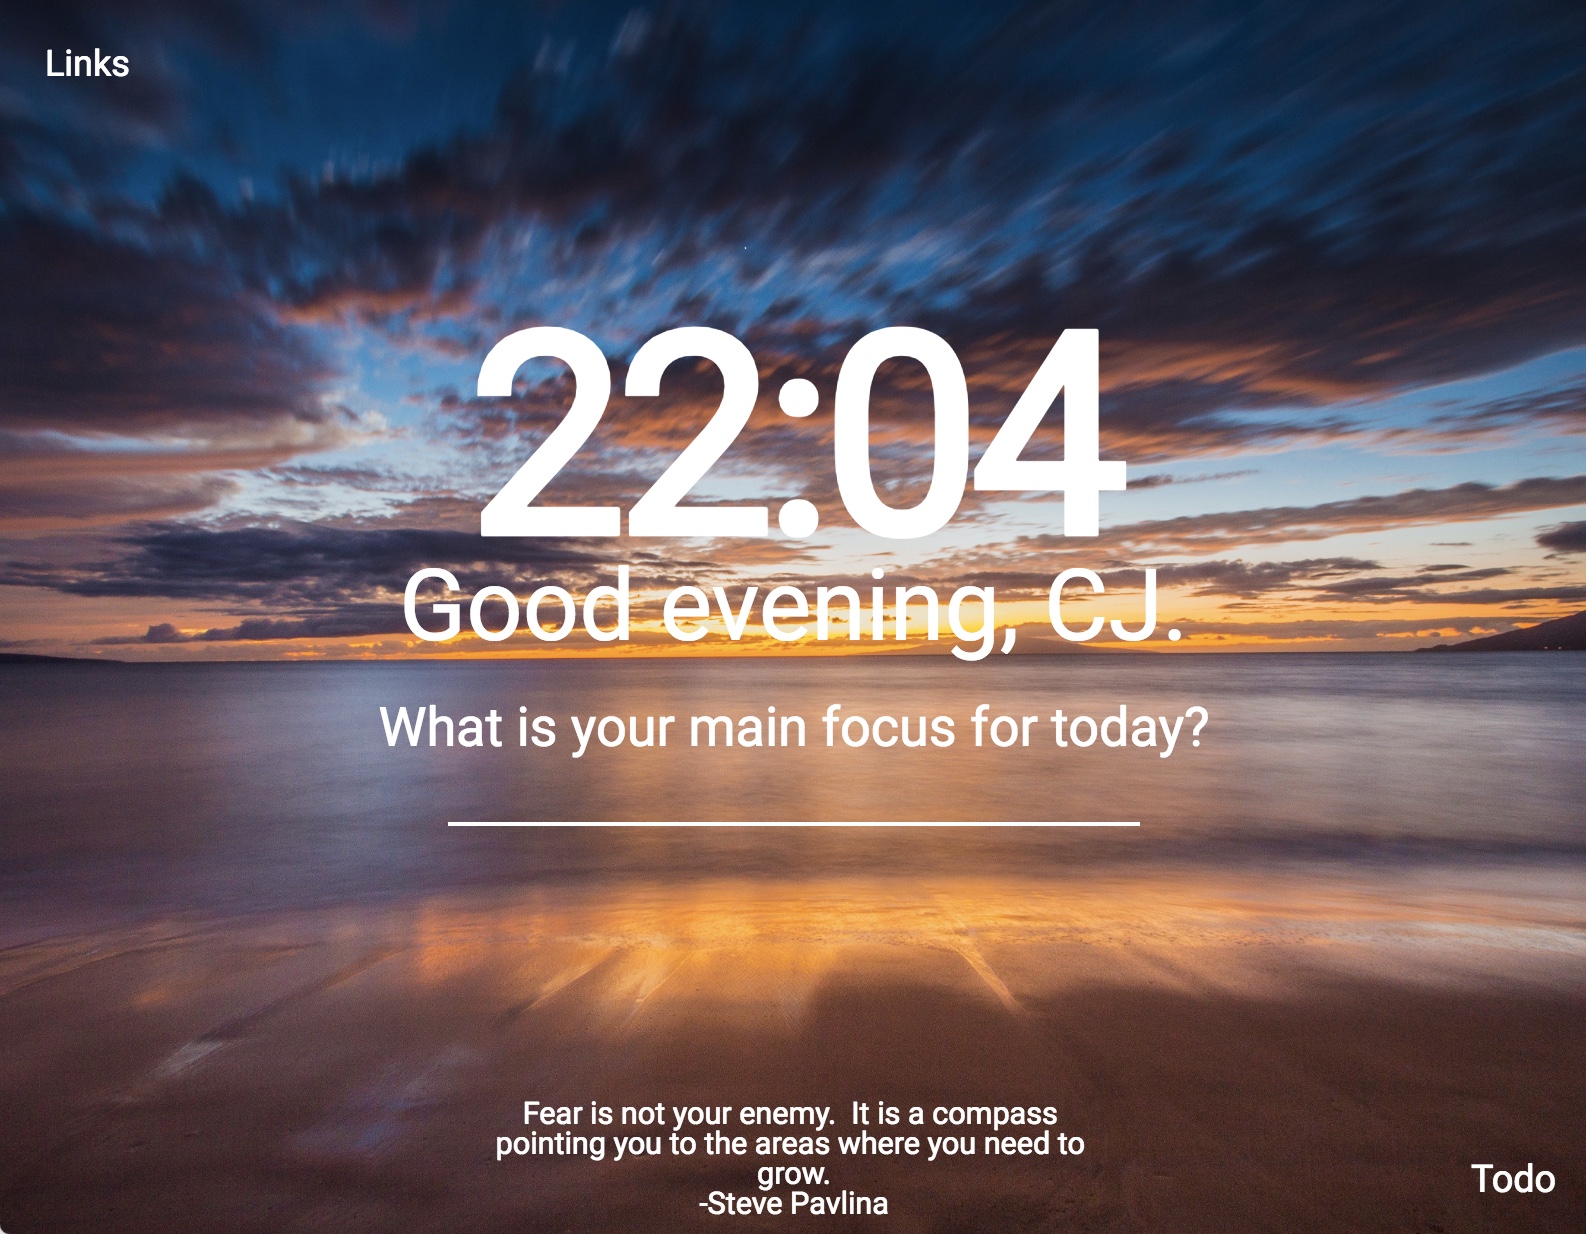 Links
22:04
Good evening, CJ.
What is your main focus for today?
Fear is not your enemy.  It is a compass
pointing you to the areas where you need to
grow.
-Steve Pavlina
Todo